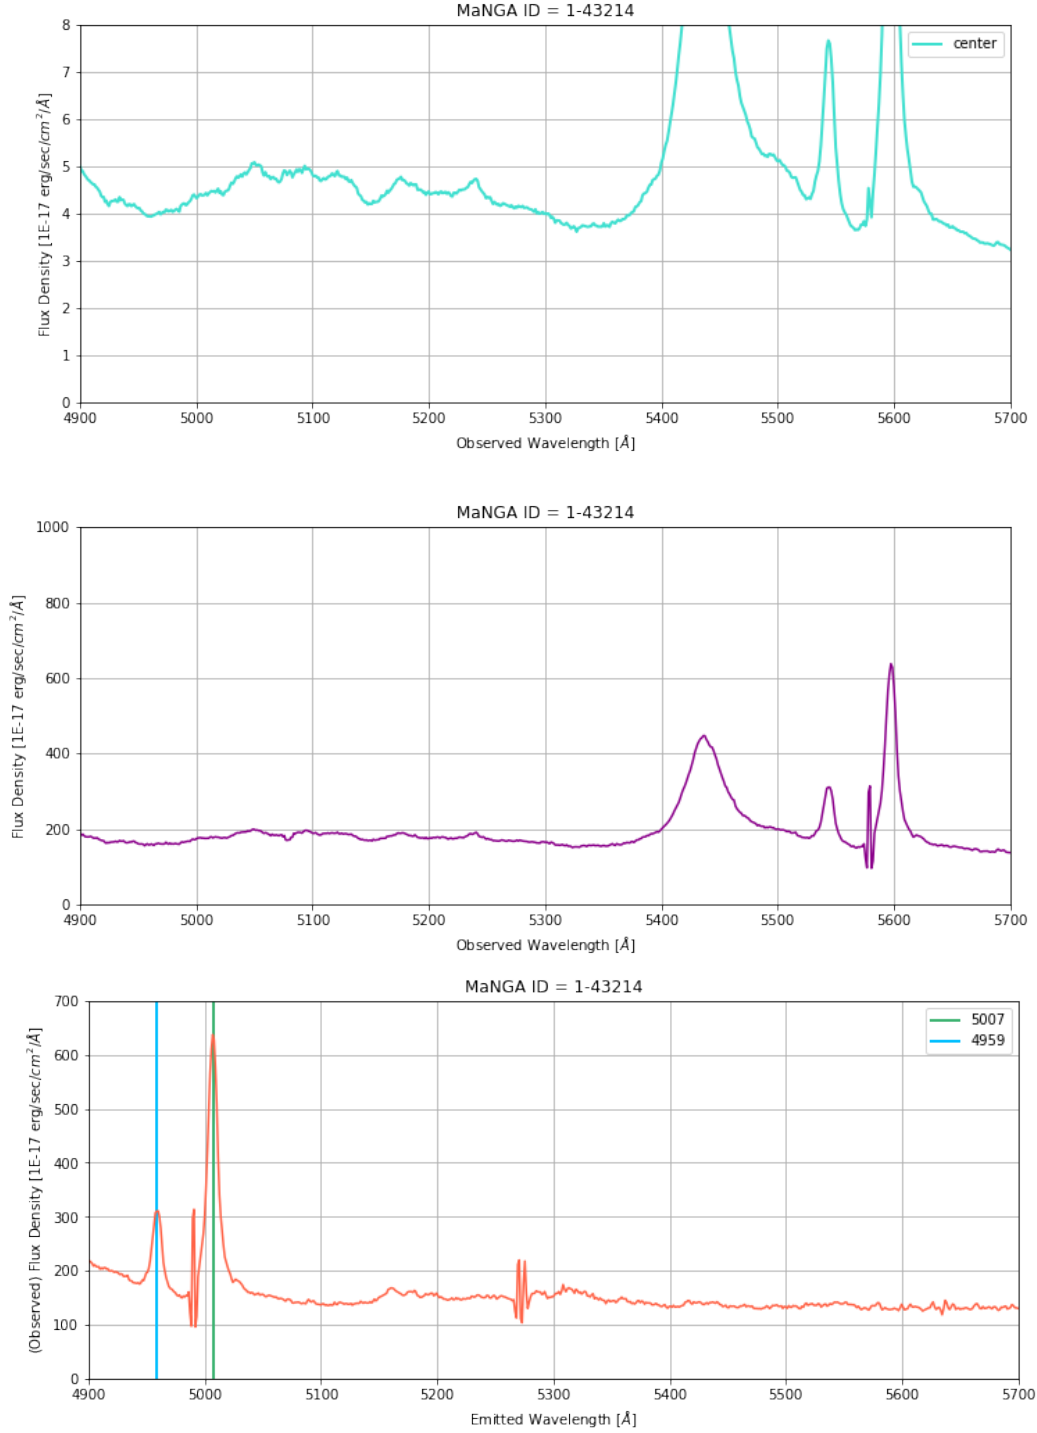 MaNGA ID = 1-43214
8
7
6
5
4
3
2
1
0
Flux Density [1E-17 erg/sec/cm²/Å]
center
4900 5000 5100 5200 5300 5400 5500 5600 5700
Observed Wavelength [Å]
MaNGA ID = 1-43214
1000
800
600
400
200
0
Flux Density [1E-17 erg/sec/cm²/Å]
4900 5000 5100 5200 5300 5400 5500 5600 5700
Observed Wavelength [Å]
MaNGA ID = 1-43214
700
600
500
400
300
200
100
0
(Observed) Flux Density [1E-17 erg/sec/cm²/Å]
5007
4959
4900 5000 5100 5200 5300 5400 5500 5600 5700
Emitted Wavelength [Å]